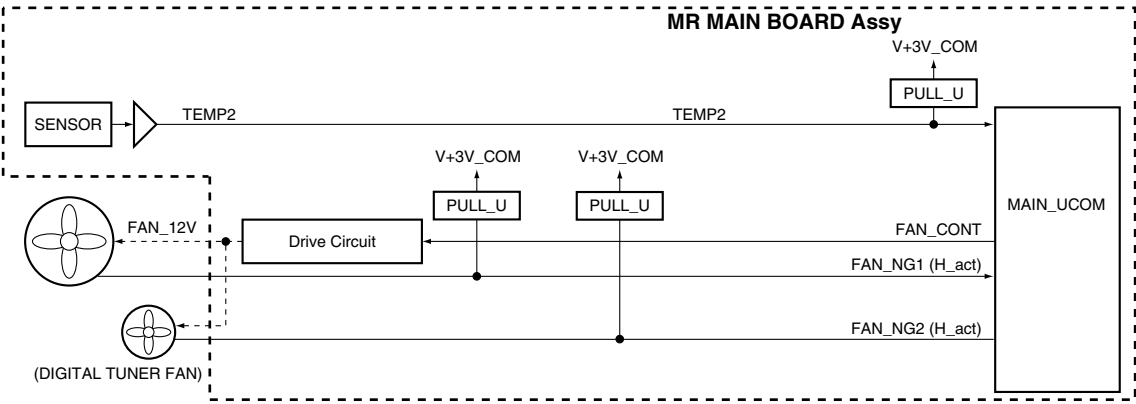 MR MAIN BOARD Assy
V+3V_COM
PULL_U
SENSOR
TEMP2
TEMP2
V+3V_COM
V+3V_COM
PULL_U
PULL_U
MAIN_UCOM
FAN_12V
Drive Circuit
FAN_CONT
FAN_NG1 (H_act)
FAN_NG2 (H_act)
(DIGITAL TUNER FAN)